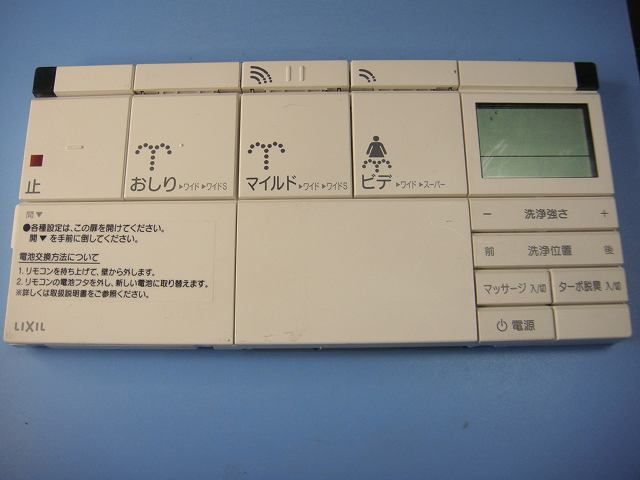 止
おしり ▶ワイド ▶ワイドS
マイルド ▶ワイド ▶ワイドS
ビデ ▶ワイド ▶スーパー
− 洗浄強さ +
前 洗浄位置 後
マッサージ 入/切
ターボ脱臭 入/切
電源
開▼
●各種設定は、この扉を開けてください。
開▼を手前に倒してください。
電池交換方法について
1. リモコンを持ち上げて、壁から外します。
2. リモコンの電池フタを外し、新しい電池に取り替えます。
※詳しくは取扱説明書をご参照ください。
LIXIL